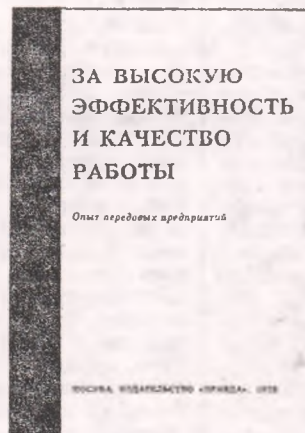 ЗА ВЫСОКУЮ
ЭФФЕКТИВНОСТЬ
И КАЧЕСТВО
РАБОТЫ
Опыт передовых предприятий
МОСКВА, ИЗДАТЕЛЬСТВО «ПРАВДА»,